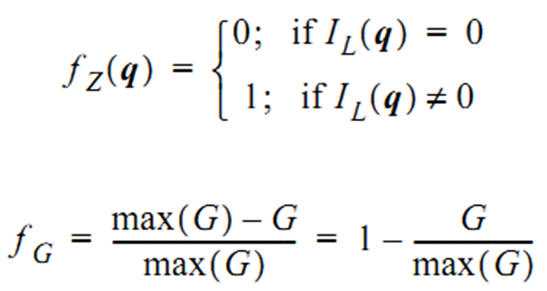 f_Z(q) = { 0; if I_L(q) = 0
1; if I_L(q) ≠ 0
f_G = (max(G) − G) / max(G) = 1 − G / max(G)